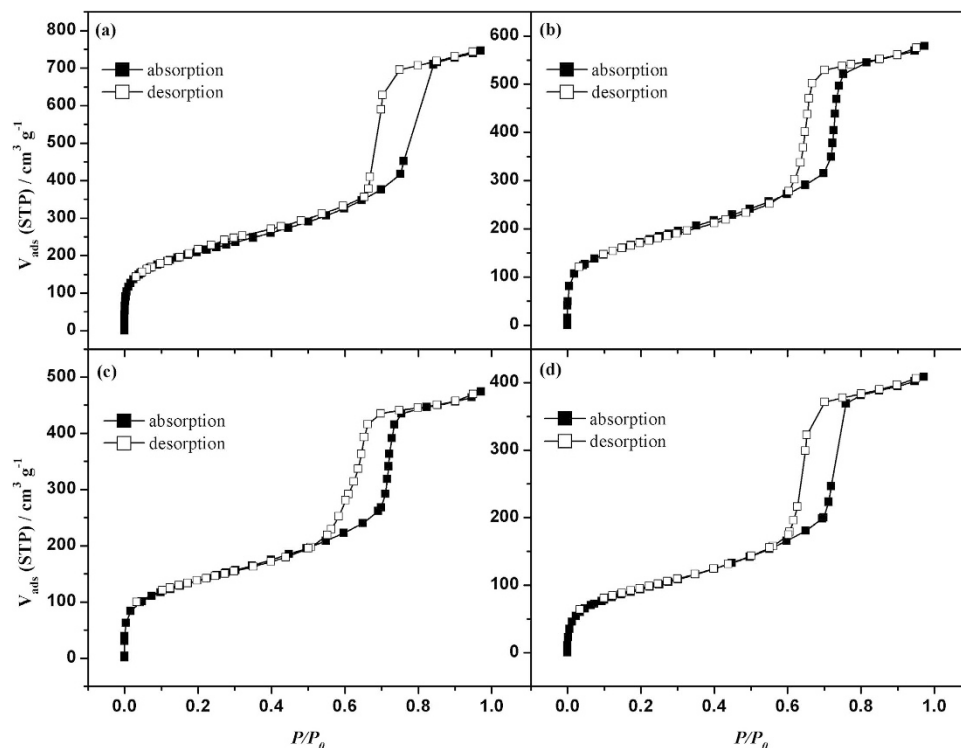 (a)
absorption
desorption
800
700
600
500
400
300
200
100
0
V_ads (STP) / cm³ g⁻¹
(b)
absorption
desorption
600
500
400
300
200
100
0
(c)
absorption
desorption
500
400
300
200
100
0
V_ads (STP) / cm³ g⁻¹
0.0 0.2 0.4 0.6 0.8 1.0
P/P₀
(d)
absorption
desorption
400
300
200
100
0
0.0 0.2 0.4 0.6 0.8 1.0
P/P₀